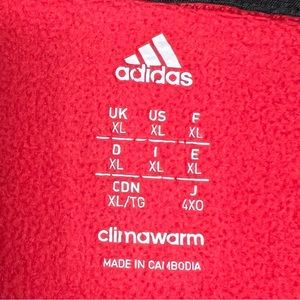 adidas
UK US F
XL XL XL
D I E
XL XL XL
CDN J
XL/TG 4XO
climawarm
MADE IN CAMBODIA